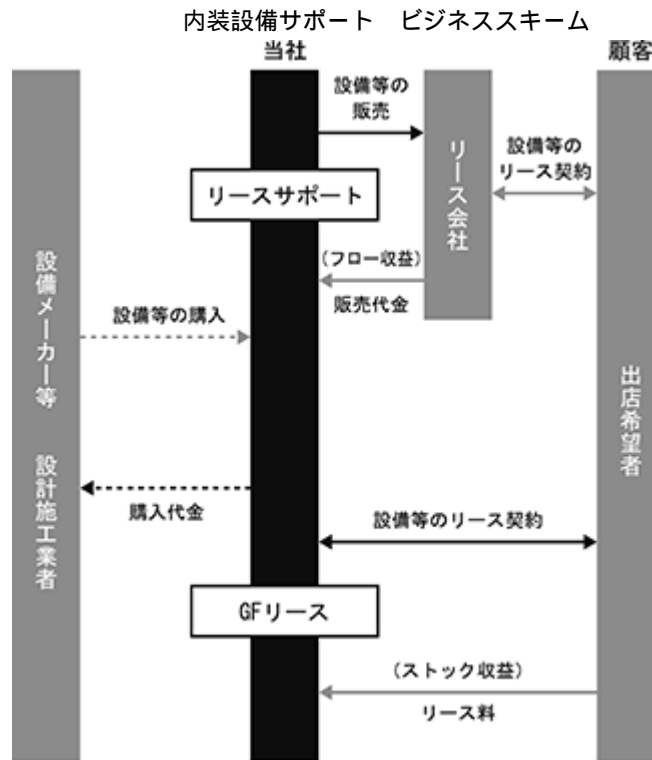 内装設備サポート　ビジネススキーム
当社
顧客
設備等の
販売
リース会社
設備等の
リース契約
リースサポート
(フロー収益)
販売代金
設備メーカー等　設計施工業者
設備等の購入
出店希望者
購入代金
設備等のリース契約
GFリース
(ストック収益)
リース料